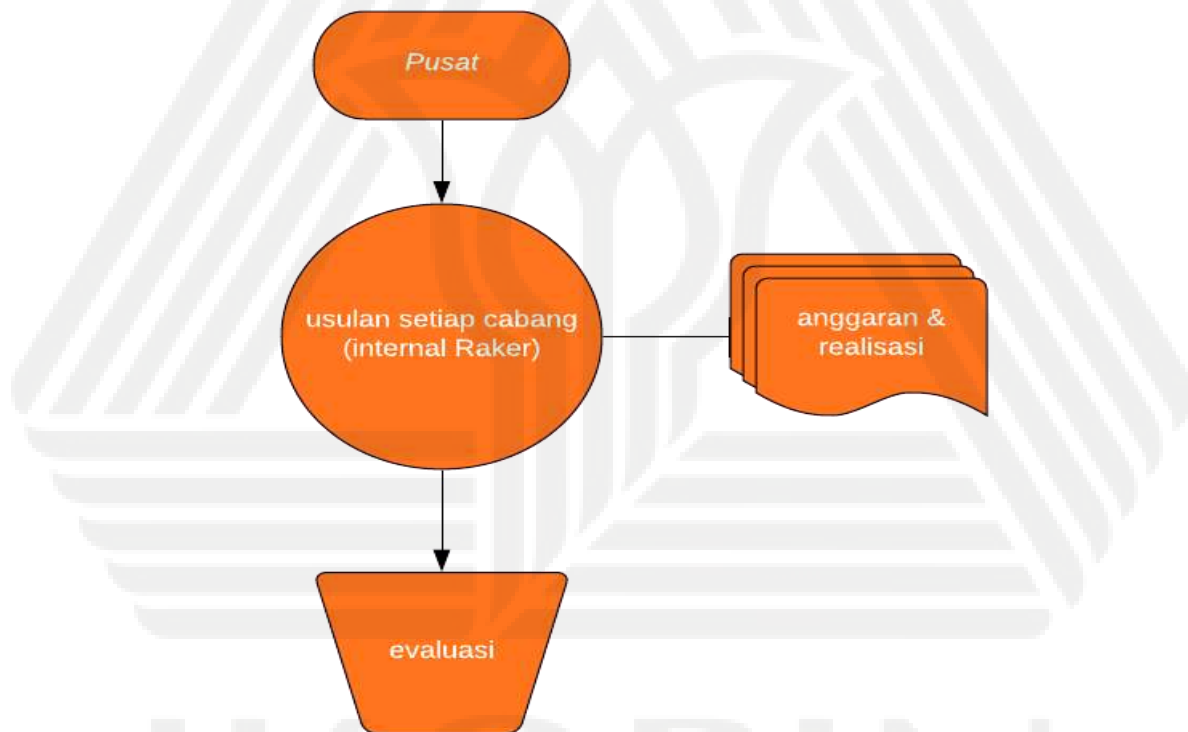 Pusat
usulan setiap cabang
(internal Raker)
anggaran &
realisasi
evaluasi